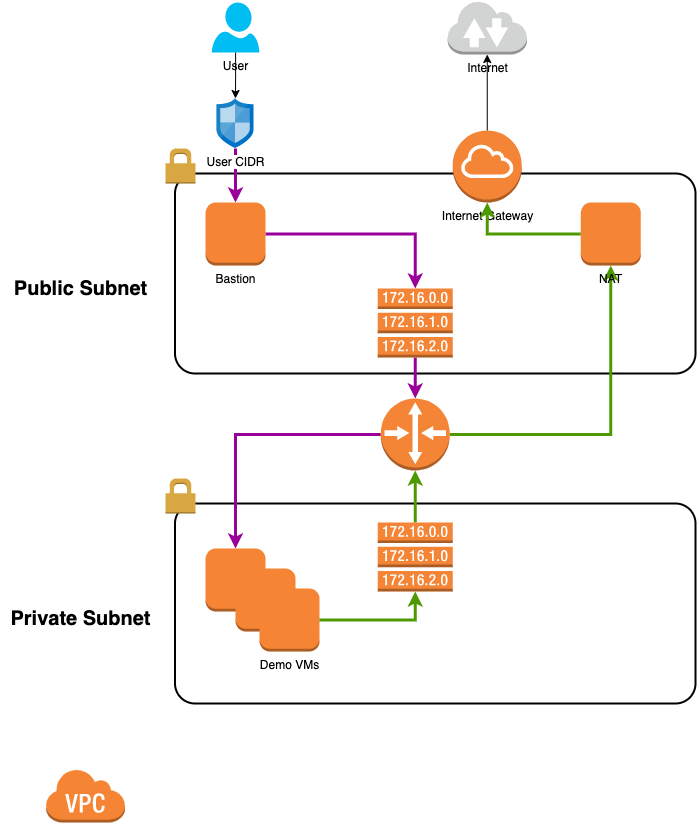 User
Internet
User CIDR
Internet Gateway
Bastion
NAT
Public Subnet
172.16.0.0
172.16.1.0
172.16.2.0
172.16.0.0
172.16.1.0
172.16.2.0
Private Subnet
Demo VMs
VPC